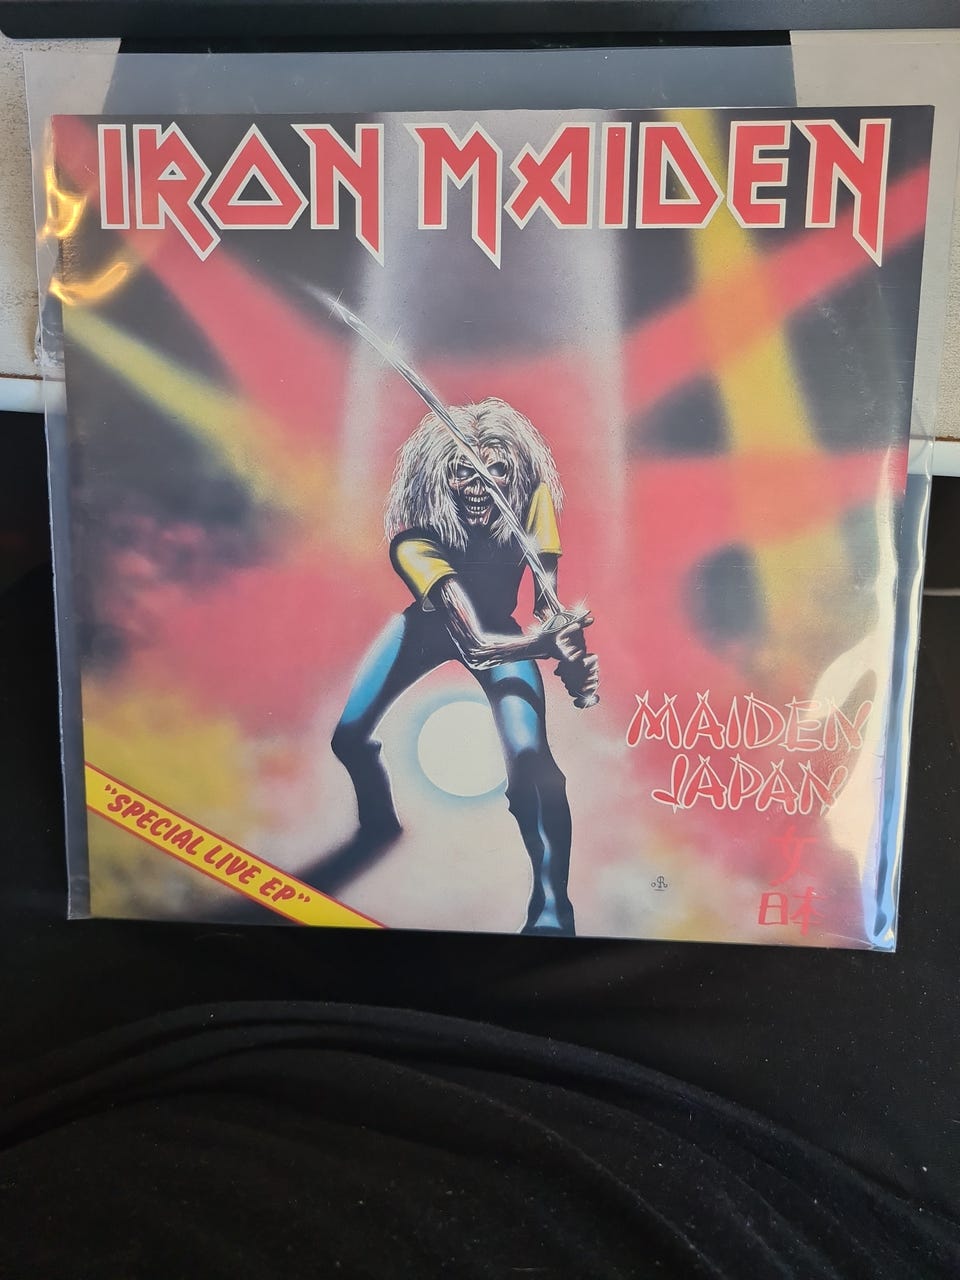 IRON MAIDEN
MAIDEN
JAPAN
女
日本
"SPECIAL LIVE EP"